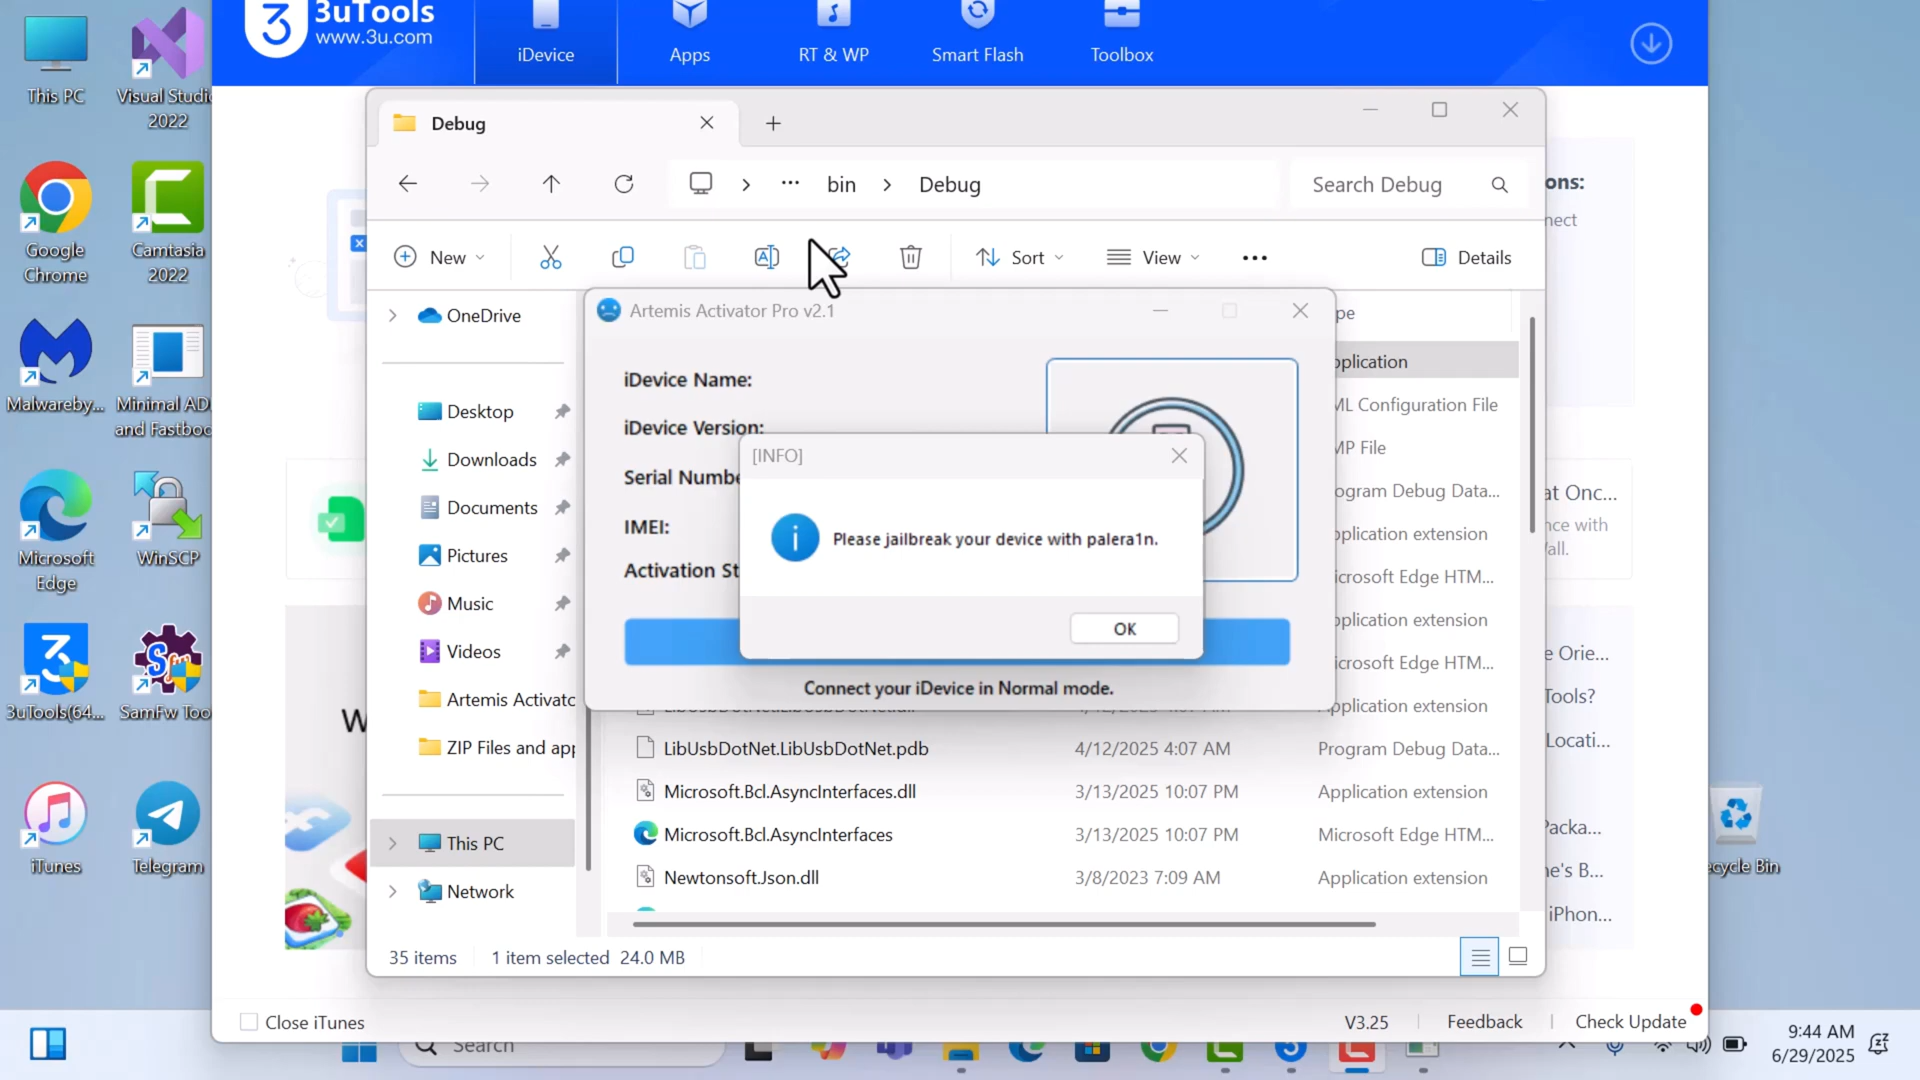 3uTools
www.3u.com
iDevice
Apps
RT & WP
Smart Flash
Toolbox
This PC
Visual Studi
2022
Debug
bin
Debug
Search Debug
ons:
nect
New
Sort
View
Details
Google
Chrome
Camtasia
2022
OneDrive
Artemis Activator Pro v2.1
pe
iDevice Name:
pplication
Desktop
ML Configuration File
Malwareby...
Minimal AD
and Fastboo
iDevice Version:
MP File
Downloads
[INFO]
Serial Numbe
ogram Debug Data...
at Onc...
Documents
IMEI:
Please jailbreak your device with palera1n.
pplication extension
nce with
/all.
Microsoft
Edge
WinSCP
Pictures
Activation St
icrosoft Edge HTM...
Music
OK
pplication extension
Videos
icrosoft Edge HTM...
e Orie...
3uTools(64...
SamFw Too
Artemis Activato
Connect your iDevice in Normal mode.
Tools?
W
pplication extension
ZIP Files and app
LibUsbDotNet.LibUsbDotNet.pdb
4/12/2025 4:07 AM
Program Debug Data...
Locati...
Microsoft.Bcl.AsyncInterfaces.dll
3/13/2025 10:07 PM
Application extension
This PC
Microsoft.Bcl.AsyncInterfaces
3/13/2025 10:07 PM
Microsoft Edge HTM...
Packa...
iTunes
Telegram
ecycle Bin
Network
Newtonsoft.Json.dll
3/8/2023 7:09 AM
Application extension
ne's B...
iPhon...
35 items
1 item selected 24.0 MB
Close iTunes
V3.25
Feedback
Check Update
Search
9:44 AM
6/29/2025